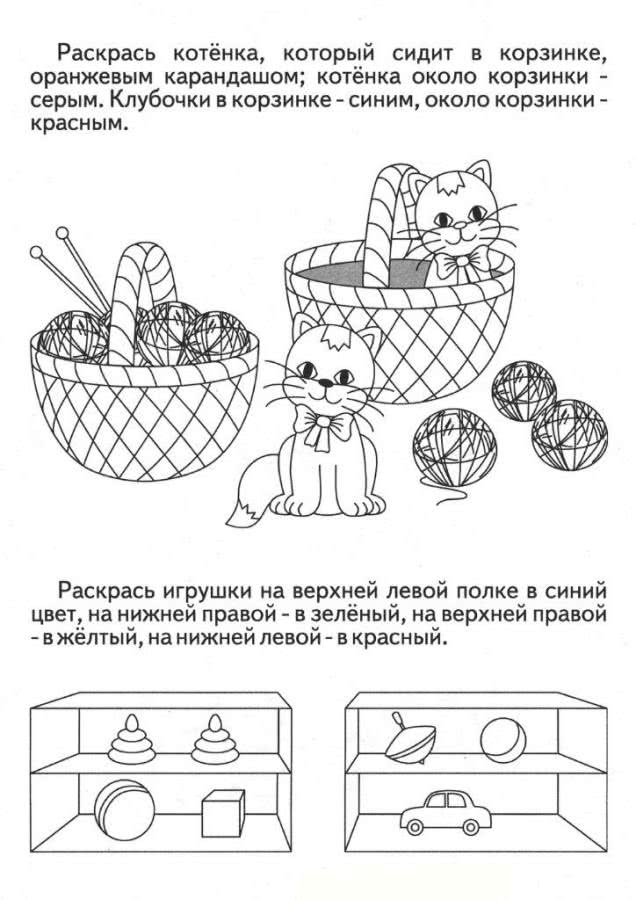 Раскрась котёнка, который сидит в корзинке,
оранжевым карандашом; котёнка около корзинки -
серым. Клубочки в корзинке - синим, около корзинки -
красным.
Раскрась игрушки на верхней левой полке в синий
цвет, на нижней правой - в зелёный, на верхней правой
- в жёлтый, на нижней левой - в красный.